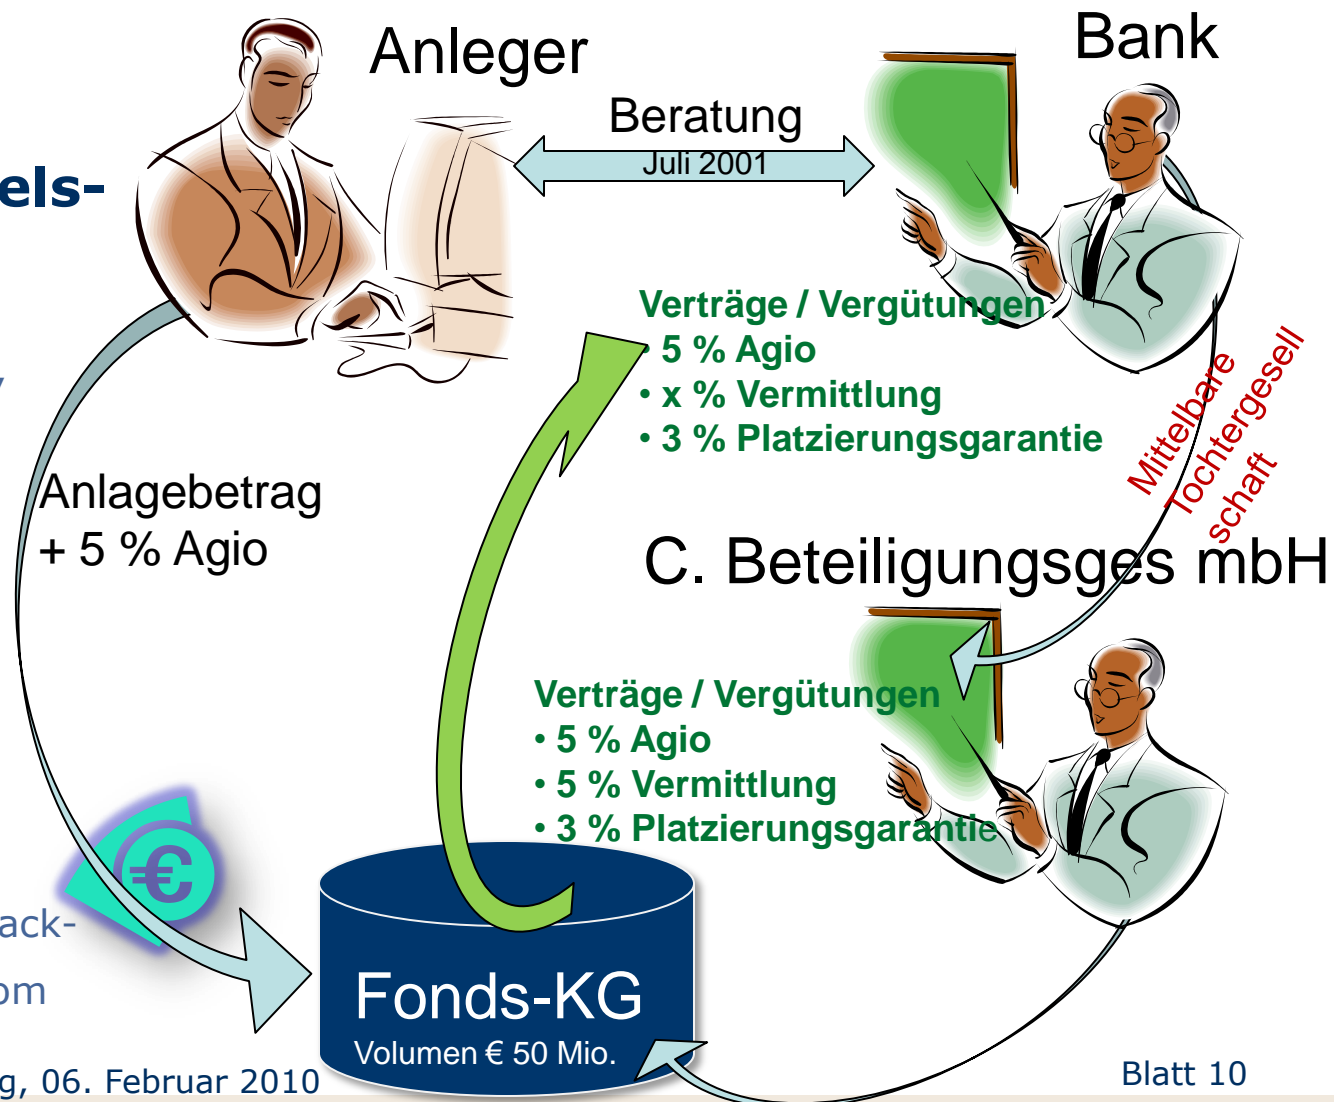 Anleger
Bank
Beratung
Juli 2001
els-
Verträge / Vergütungen
• 5 % Agio
• x % Vermittlung
• 3 % Platzierungsgarantie
Mittelbare
Tochtergesell
schaft
Anlagebetrag
+ 5 % Agio
C. Beteiligungsges mbH
Verträge / Vergütungen
• 5 % Agio
• 5 % Vermittlung
• 3 % Platzierungsgarantie
€
ack-
om
Fonds-KG
Volumen € 50 Mio.
g, 06. Februar 2010
Blatt 10